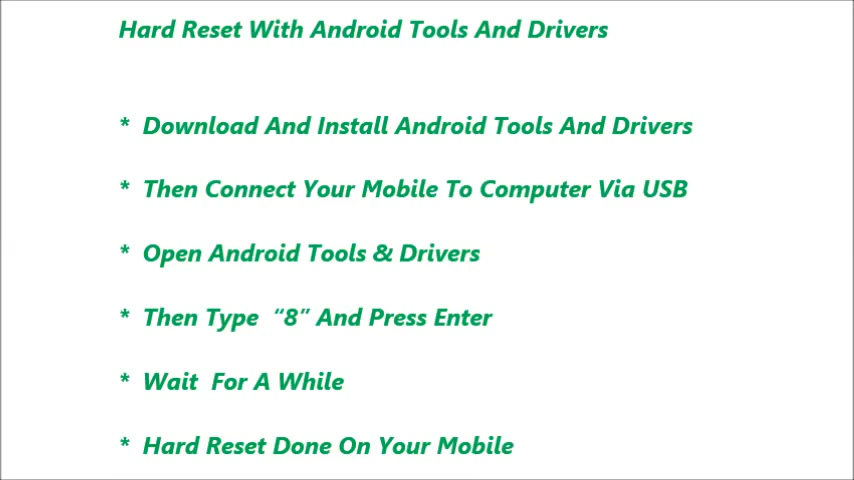 Hard Reset With Android Tools And Drivers
* Download And Install Android Tools And Drivers
* Then Connect Your Mobile To Computer Via USB
* Open Android Tools & Drivers
* Then Type “8” And Press Enter
* Wait For A While
* Hard Reset Done On Your Mobile